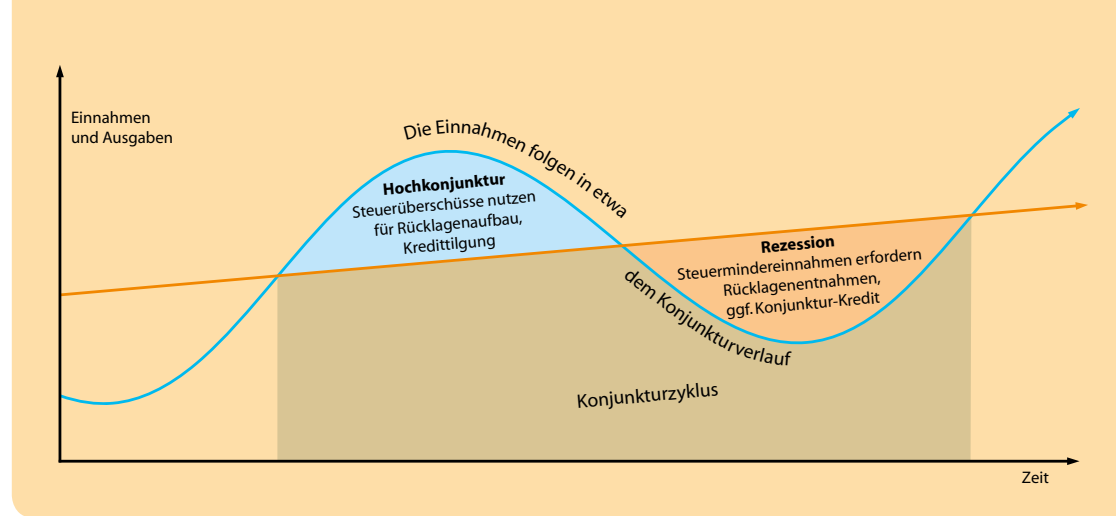 Einnahmen
und Ausgaben
Die Einnahmen folgen in etwa
dem Konjunkturverlauf
Hochkonjunktur
Steuerüberschüsse nutzen
für Rücklagenaufbau,
Kredittilgung
Rezession
Steuermindereinnahmen erfordern
Rücklagenentnahmen,
ggf. Konjunktur-Kredit
Konjunkturzyklus
Zeit